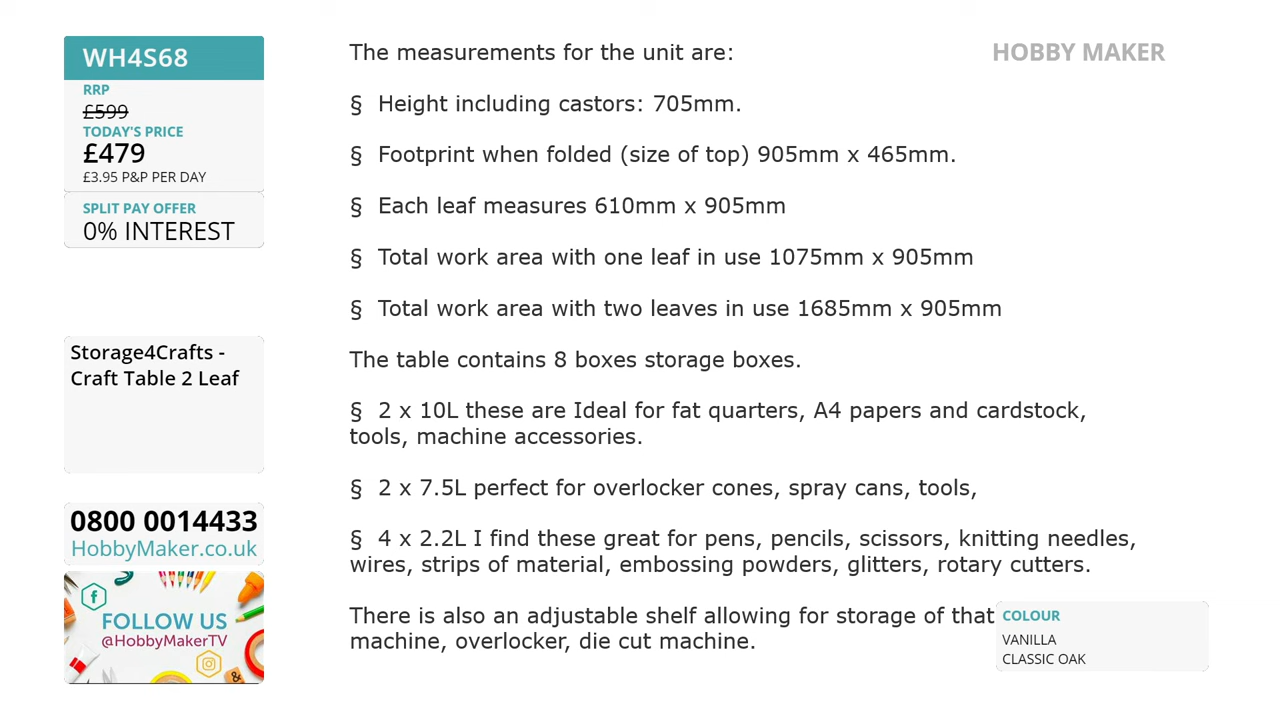 WH4S68
RRP
£599
TODAY'S PRICE
£479
£3.95 P&P PER DAY
SPLIT PAY OFFER
0% INTEREST
Storage4Crafts -
Craft Table 2 Leaf
0800 0014433
HobbyMaker.co.uk
FOLLOW US
@HobbyMakerTV
&
The measurements for the unit are:
§ Height including castors: 705mm.
§ Footprint when folded (size of top) 905mm x 465mm.
§ Each leaf measures 610mm x 905mm
§ Total work area with one leaf in use 1075mm x 905mm
§ Total work area with two leaves in use 1685mm x 905mm
The table contains 8 boxes storage boxes.
§ 2 x 10L these are Ideal for fat quarters, A4 papers and cardstock,
tools, machine accessories.
§ 2 x 7.5L perfect for overlocker cones, spray cans, tools,
§ 4 x 2.2L I find these great for pens, pencils, scissors, knitting needles,
wires, strips of material, embossing powders, glitters, rotary cutters.
There is also an adjustable shelf allowing for storage of that
machine, overlocker, die cut machine.
HOBBY MAKER
COLOUR
VANILLA
CLASSIC OAK